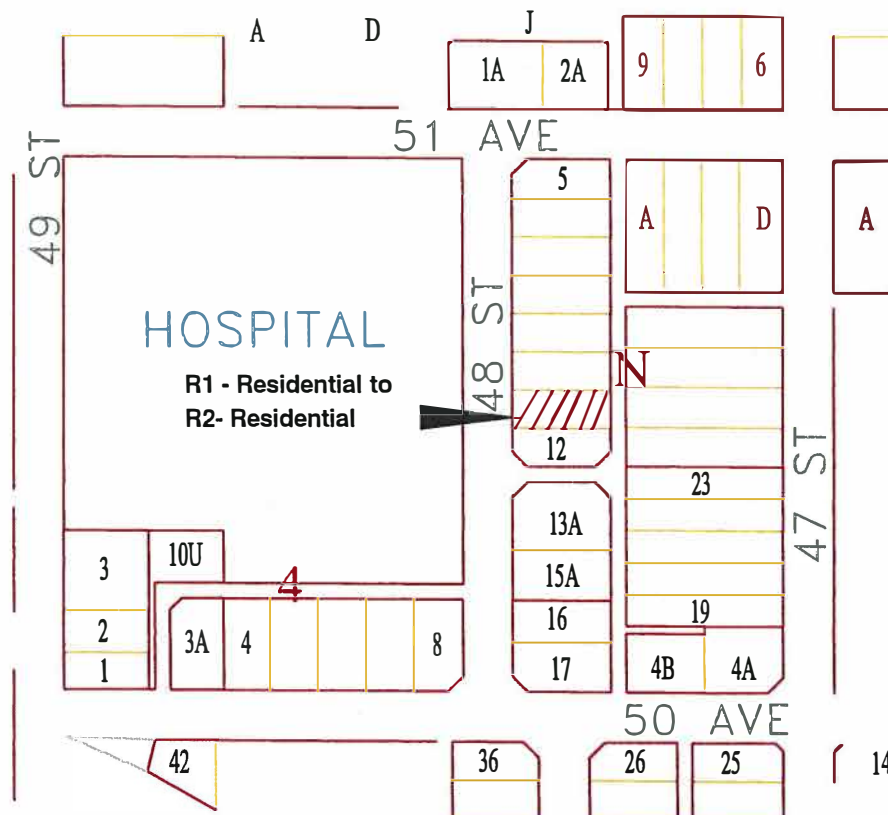 A D J
1A 2A 9 6
51 AVE
49 ST
5
A D A
HOSPITAL
48 ST
N
R1 - Residential to
R2- Residential
12
47 ST
23
13A
3 10U
15A
4
16 19
2
3A 4 8
17 4B 4A
1
50 AVE
42 36 26 25 14